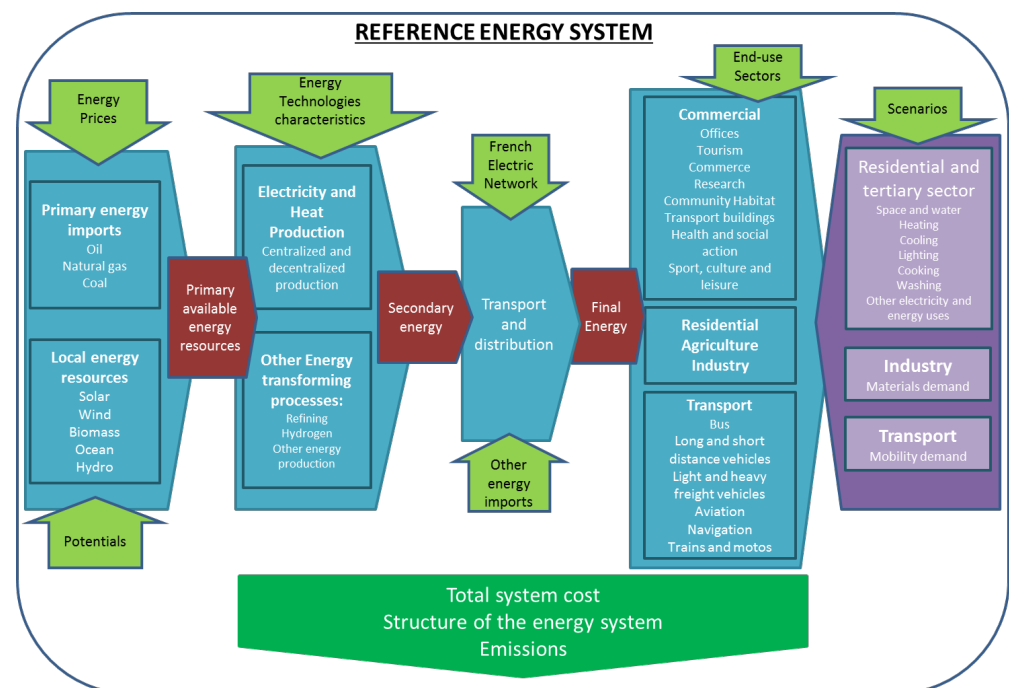 REFERENCE ENERGY SYSTEM
Energy
Prices
Primary energy
imports
Oil
Natural gas
Coal
Local energy
resources
Solar
Wind
Biomass
Ocean
Hydro
Potentials
Primary
available
energy
resources
Energy
Technologies
characteristics
Electricity and
Heat
Production
Centralized and
decentralized
production
Other Energy
transforming
processes:
Refining
Hydrogen
Other energy
production
Secondary
energy
French
Electric
Network
Transport
and
distribution
Other
energy
imports
Final
Energy
End-use
Sectors
Commercial
Offices
Tourism
Commerce
Research
Community Habitat
Transport buildings
Health and social
action
Sport, culture and
leisure
Residential
Agriculture
Industry
Transport
Bus
Long and short
distance vehicles
Light and heavy
freight vehicles
Aviation
Navigation
Trains and motos
Scenarios
Residential and
tertiary sector
Space and water
Heating
Cooling
Lighting
Cooking
Washing
Other electricity and
energy uses
Industry
Materials demand
Transport
Mobility demand
Total system cost
Structure of the energy system
Emissions